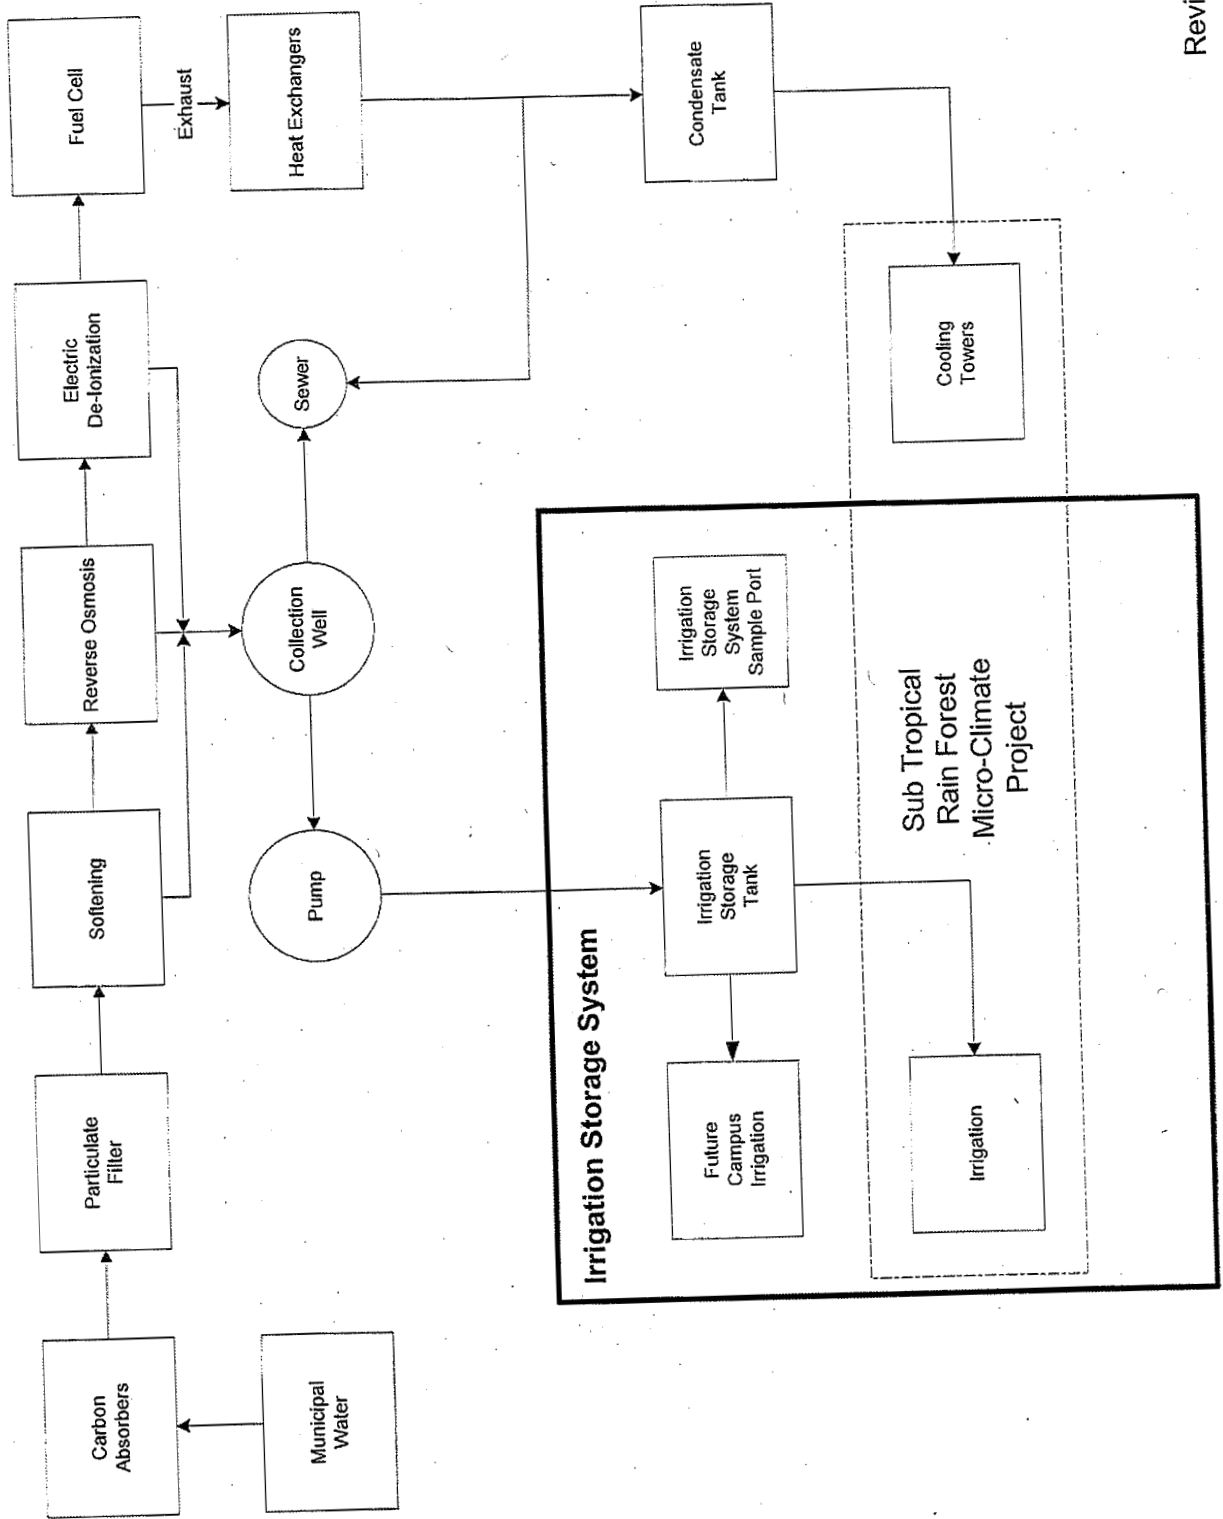 Carbon
Absorbers
Particulate
Filter
Softening
Reverse Osmosis
Electric
De-Ionization
Fuel Cell
Exhaust
Municipal
Water
Pump
Collection
Well
Sewer
Heat Exchangers
Irrigation Storage System
Future
Campus
Irrigation
Irrigation
Storage
Tank
Irrigation
Storage
System
Sample Port
Condensate
Tank
Sub Tropical
Rain Forest
Micro-Climate
Project
Irrigation
Cooling
Towers
Revi